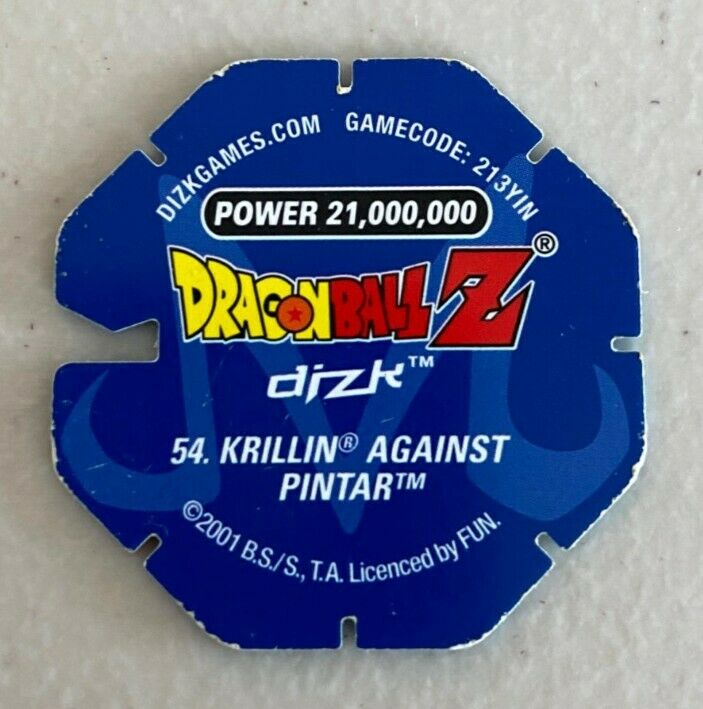 DIZKGAMES.COM GAMECODE: 213YIN
POWER 21,000,000
DRAGONBALL Z®
dizk™
54. KRILLIN® AGAINST
PINTAR™
©2001 B.S./S., T.A. Licenced by FUN.